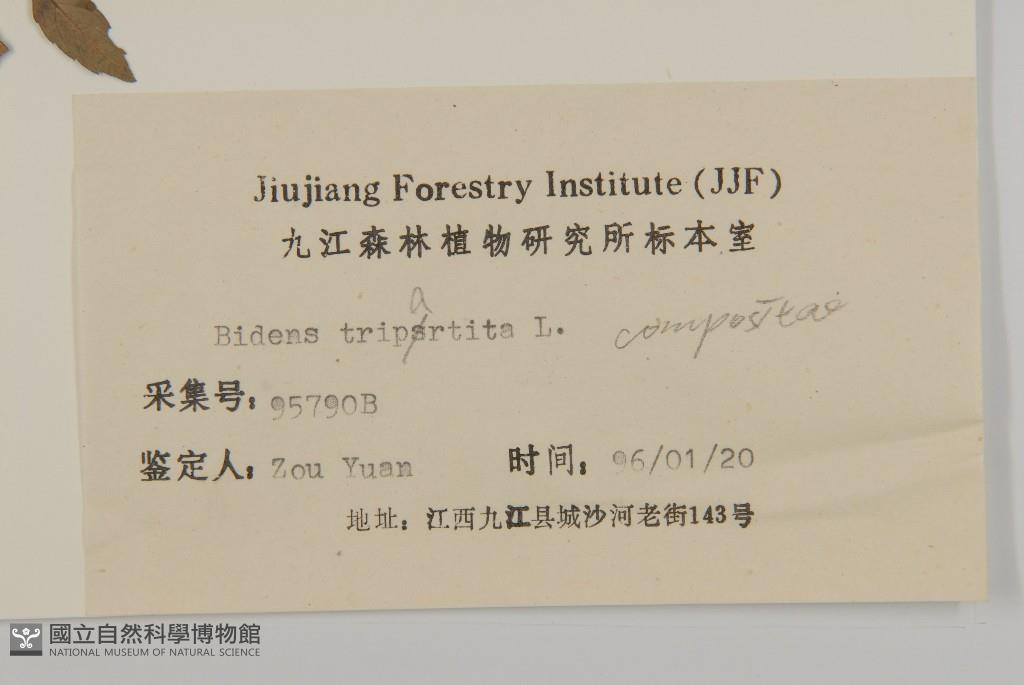 Jiujiang Forestry Institute (JJF)
九江森林植物研究所标本室
a
Bidens tripartita L. compositae
采集号: 95790B
鉴定人: Zou Yuan 时间: 96/01/20
地址: 江西九江县城沙河老街143号
國立自然科學博物館
NATIONAL MUSEUM OF NATURAL SCIENCE